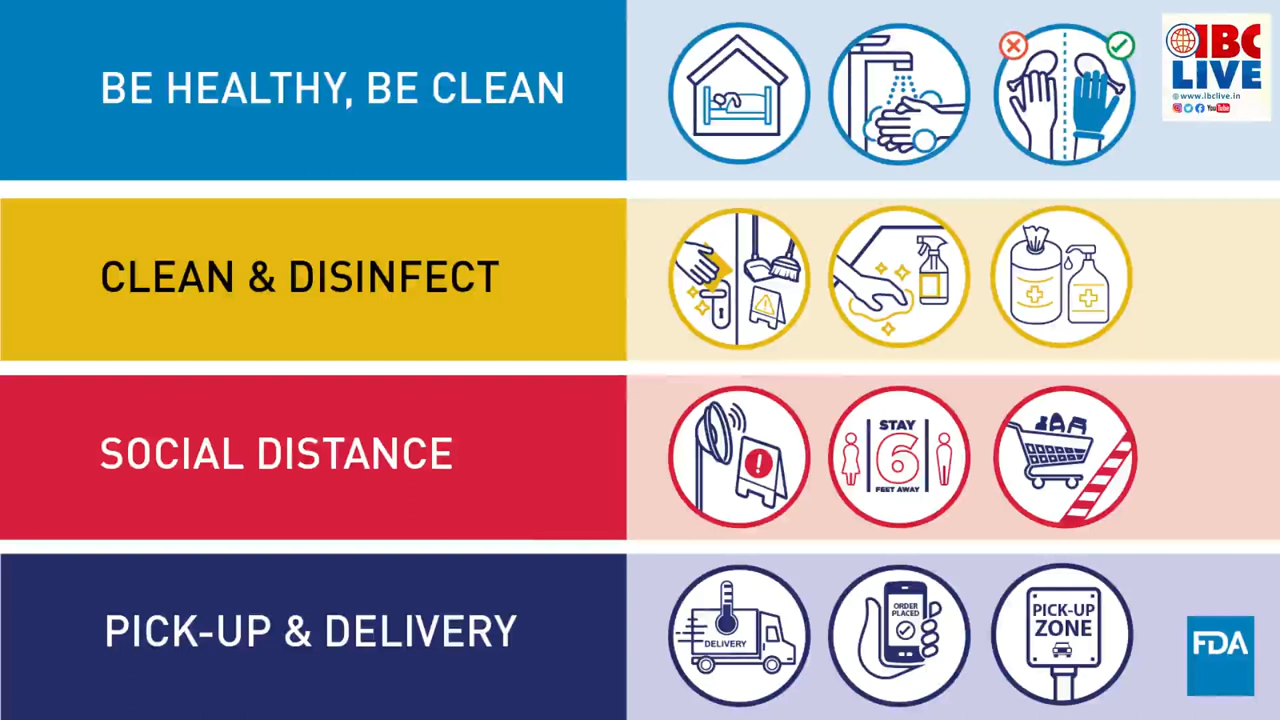 BE HEALTHY, BE CLEAN
IBC
LIVE
www.ibclive.in
YouTube
CLEAN & DISINFECT
SOCIAL DISTANCE
STAY
6
FEET AWAY
PICK-UP & DELIVERY
DELIVERY
ORDER
PLACED
PICK-UP
ZONE
FDA